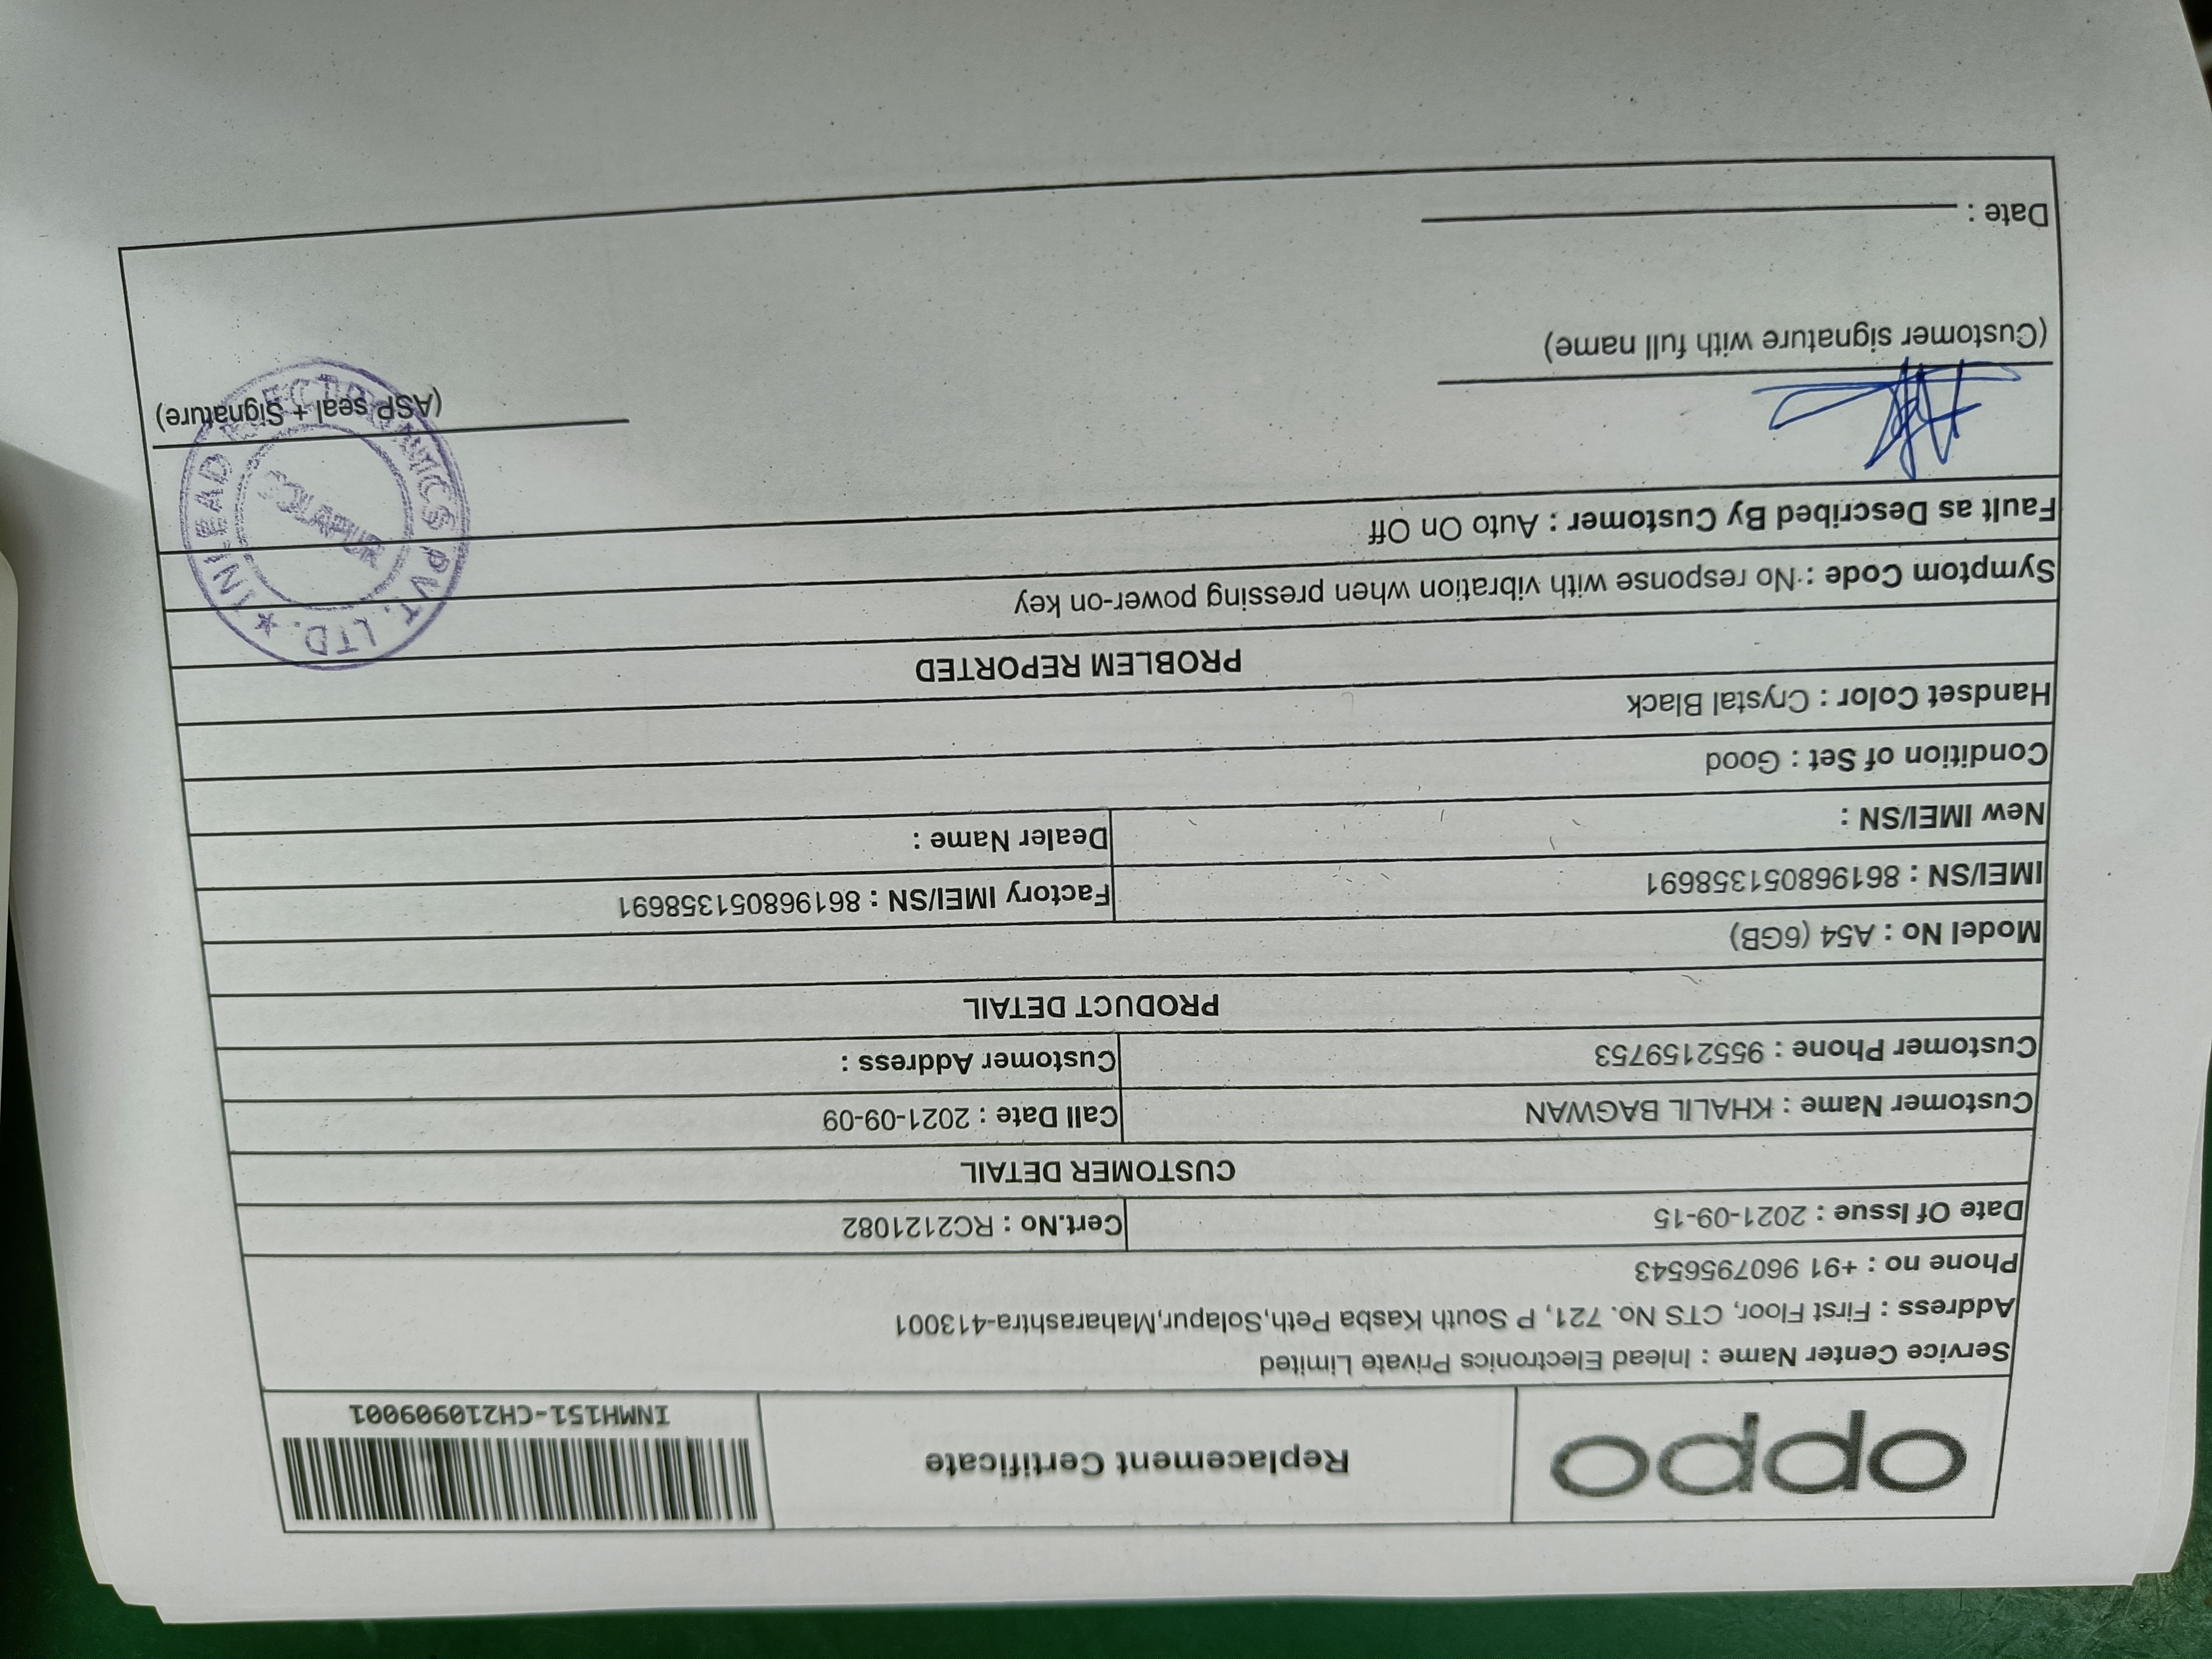 oppo
Replacement Certificate
INMH151-CH210909001
Service Center Name : Inlead Electronics Private Limited
Address : First Floor, CTS No. 721, P South Kasba Peth,Solapur,Maharashtra-413001
Phone no : +91 9607956543
Date Of Issue : 2021-09-15
Cert.No : RC2121082
CUSTOMER DETAIL
Customer Name : KHALIL BAGWAN
Call Date : 2021-09-09
Customer Phone : 9552159753
Customer Address :
PRODUCT DETAIL
Model No : A54 (6GB)
IMEI/SN : 861968051358691
Factory IMEI/SN : 861968051358691
New IMEI/SN :
Dealer Name :
Condition of Set : Good
Handset Color : Crystal Black
PROBLEM REPORTED
Symptom Code : No response with vibration when pressing power-on key
Fault as Described By Customer : Auto On Off
(Customer signature with full name)
(ASP seal + Signature)
INLEAD ELECTRONICS PVT. LTD. ★
SOLAPUR
Date :